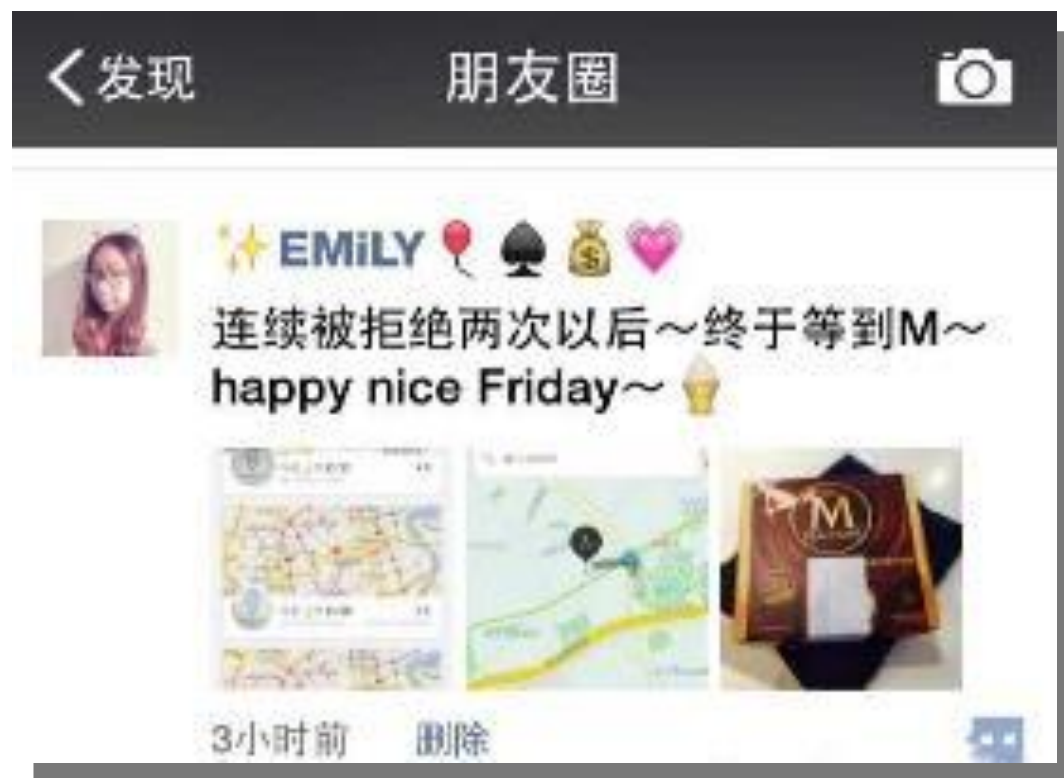 发现 朋友圈
✨EMiLY🎈♠️💰💗
连续被拒绝两次以后～终于等到M～
happy nice Friday～🍦
M
3小时前 删除